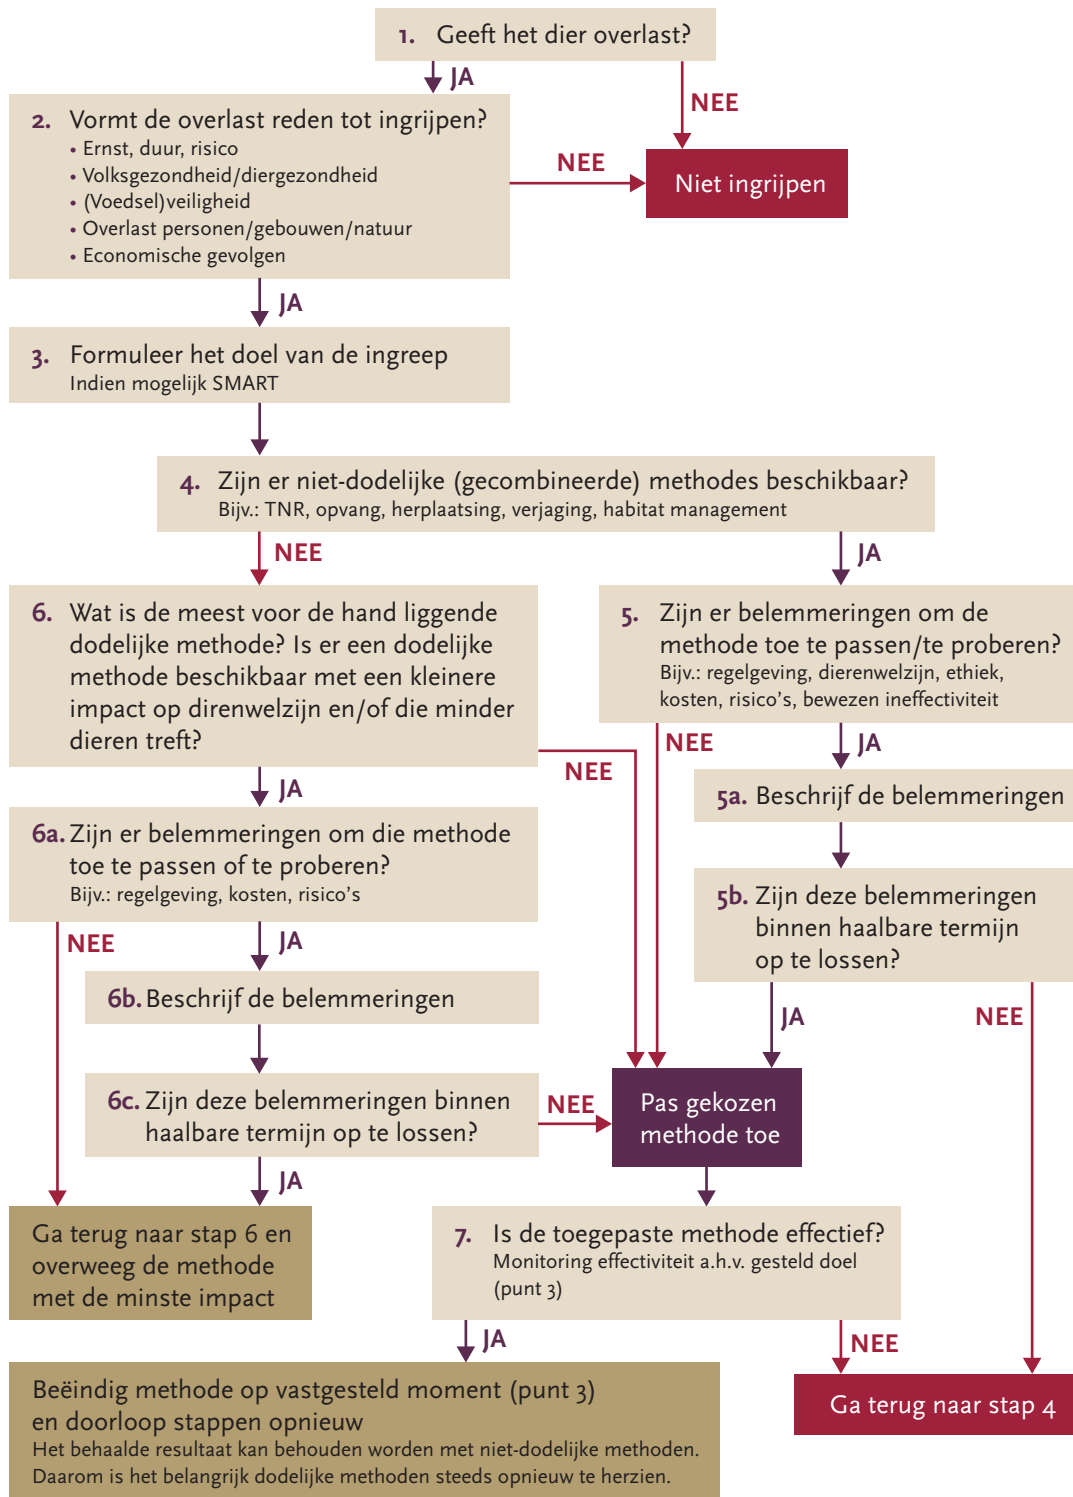 1. Geeft het dier overlast?
JA
NEE
2. Vormt de overlast reden tot ingrijpen?
• Ernst, duur, risico
• Volksgezondheid/diergezondheid
• (Voedsel)veiligheid
• Overlast personen/gebouwen/natuur
• Economische gevolgen
NEE
Niet ingrijpen
JA
3. Formuleer het doel van de ingreep
Indien mogelijk SMART
4. Zijn er niet-dodelijke (gecombineerde) methodes beschikbaar?
Bijv.: TNR, opvang, herplaatsing, verjaging, habitat management
NEE
JA
6. Wat is de meest voor de hand liggende
dodelijke methode? Is er een dodelijke
methode beschikbaar met een kleinere
impact op direnwelzijn en/of die minder
dieren treft?
5. Zijn er belemmeringen om de
methode toe te passen/te proberen?
Bijv.: regelgeving, dierenwelzijn, ethiek,
kosten, risico's, bewezen ineffectiviteit
NEE
JA
NEE
JA
5a. Beschrijf de belemmeringen
6a. Zijn er belemmeringen om die methode
toe te passen of te proberen?
Bijv.: regelgeving, kosten, risico's
5b. Zijn deze belemmeringen
binnen haalbare termijn
op te lossen?
NEE
JA
6b. Beschrijf de belemmeringen
JA
NEE
6c. Zijn deze belemmeringen binnen
haalbare termijn op te lossen?
NEE
Pas gekozen
methode toe
JA
Ga terug naar stap 6 en
overweeg de methode
met de minste impact
7. Is de toegepaste methode effectief?
Monitoring effectiviteit a.h.v. gesteld doel
(punt 3)
JA
NEE
Beëindig methode op vastgesteld moment (punt 3)
en doorloop stappen opnieuw
Het behaalde resultaat kan behouden worden met niet-dodelijke methoden.
Daarom is het belangrijk dodelijke methoden steeds opnieuw te herzien.
Ga terug naar stap 4